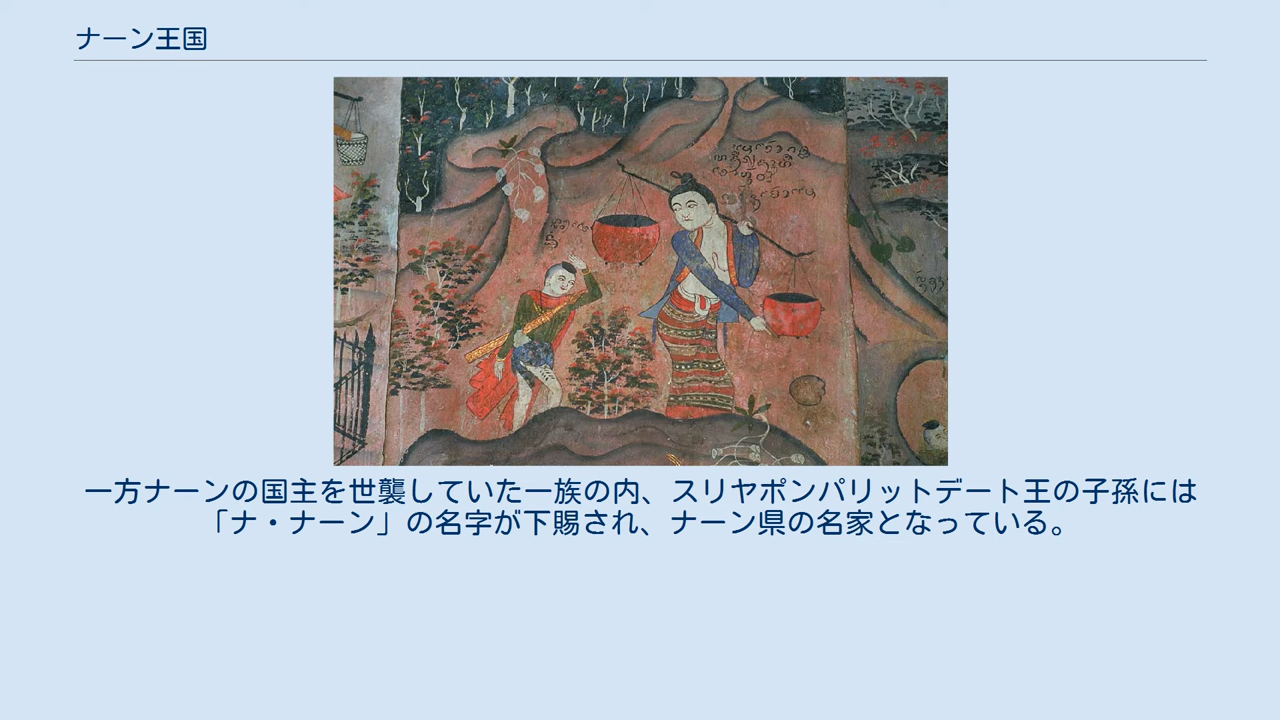 ナーン王国
一方ナーンの国主を世襲していた一族の内、スリヤポンパリットデート王の子孫には
「ナ・ナーン」の名字が下賜され、ナーン県の名家となっている。